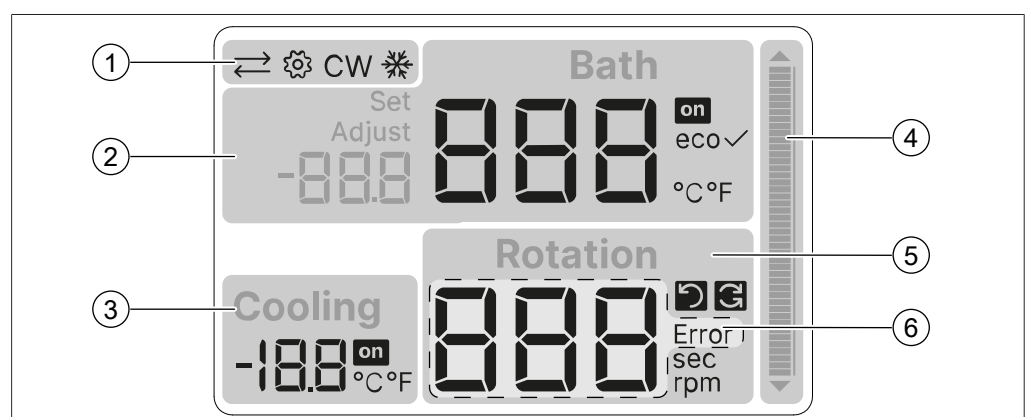 1
CW
Bath
Set
Adjust
-88.8
888
on
eco
°C°F
2
4
Rotation
5
Cooling
3
-18.8
on
°C°F
888
Error
6
sec
rpm